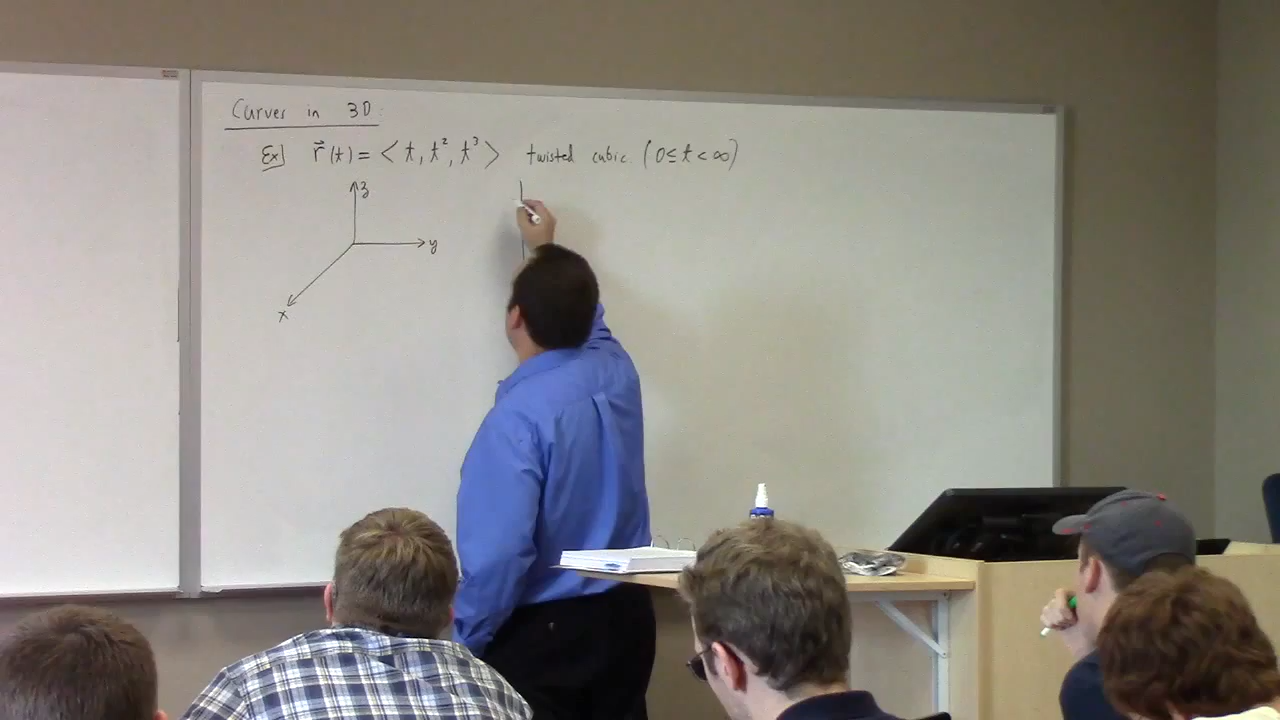 Curves in 3D:
Ex] r⃗(t) = < t, t², t³ > twisted cubic. (0 ≤ t < ∞)
z
y
x